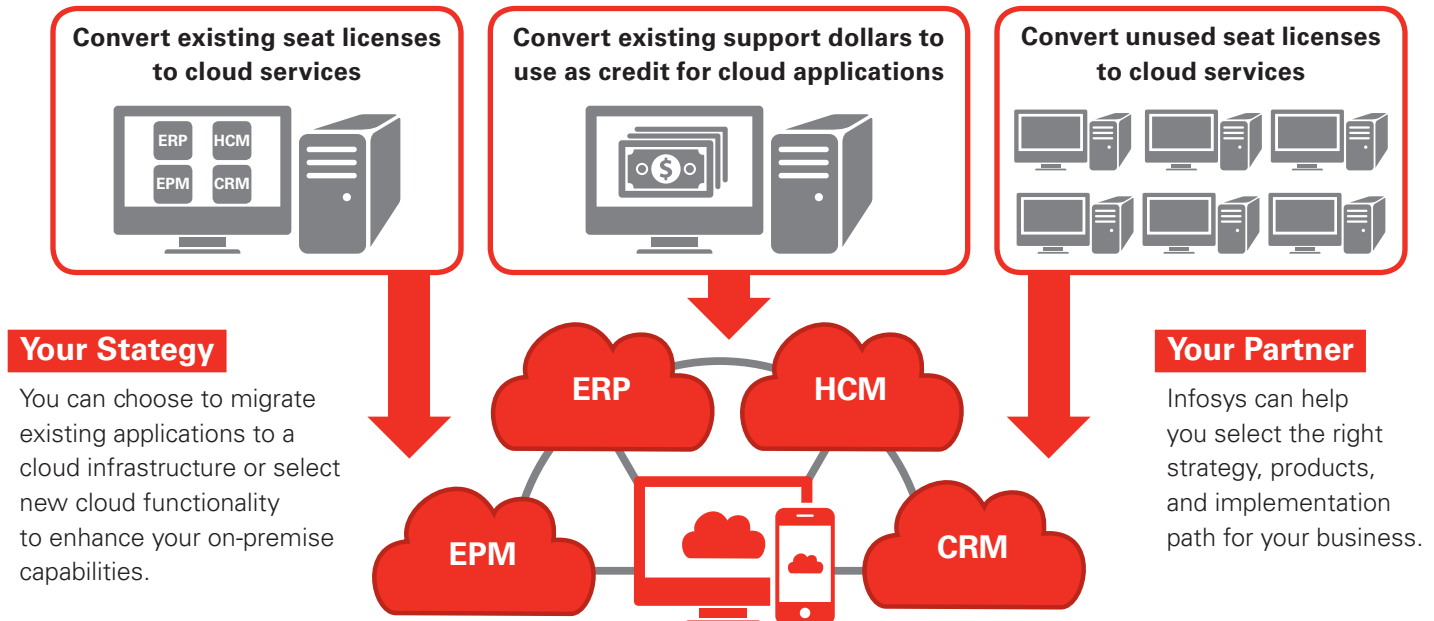 Convert existing seat licenses
to cloud services
ERP
HCM
EPM
CRM
Convert existing support dollars to
use as credit for cloud applications
$
Convert unused seat licenses
to cloud services
Your Stategy
You can choose to migrate
existing applications to a
cloud infrastructure or select
new cloud functionality
to enhance your on-premise
capabilities.
ERP
HCM
EPM
CRM
Your Partner
Infosys can help
you select the right
strategy, products,
and implementation
path for your business.